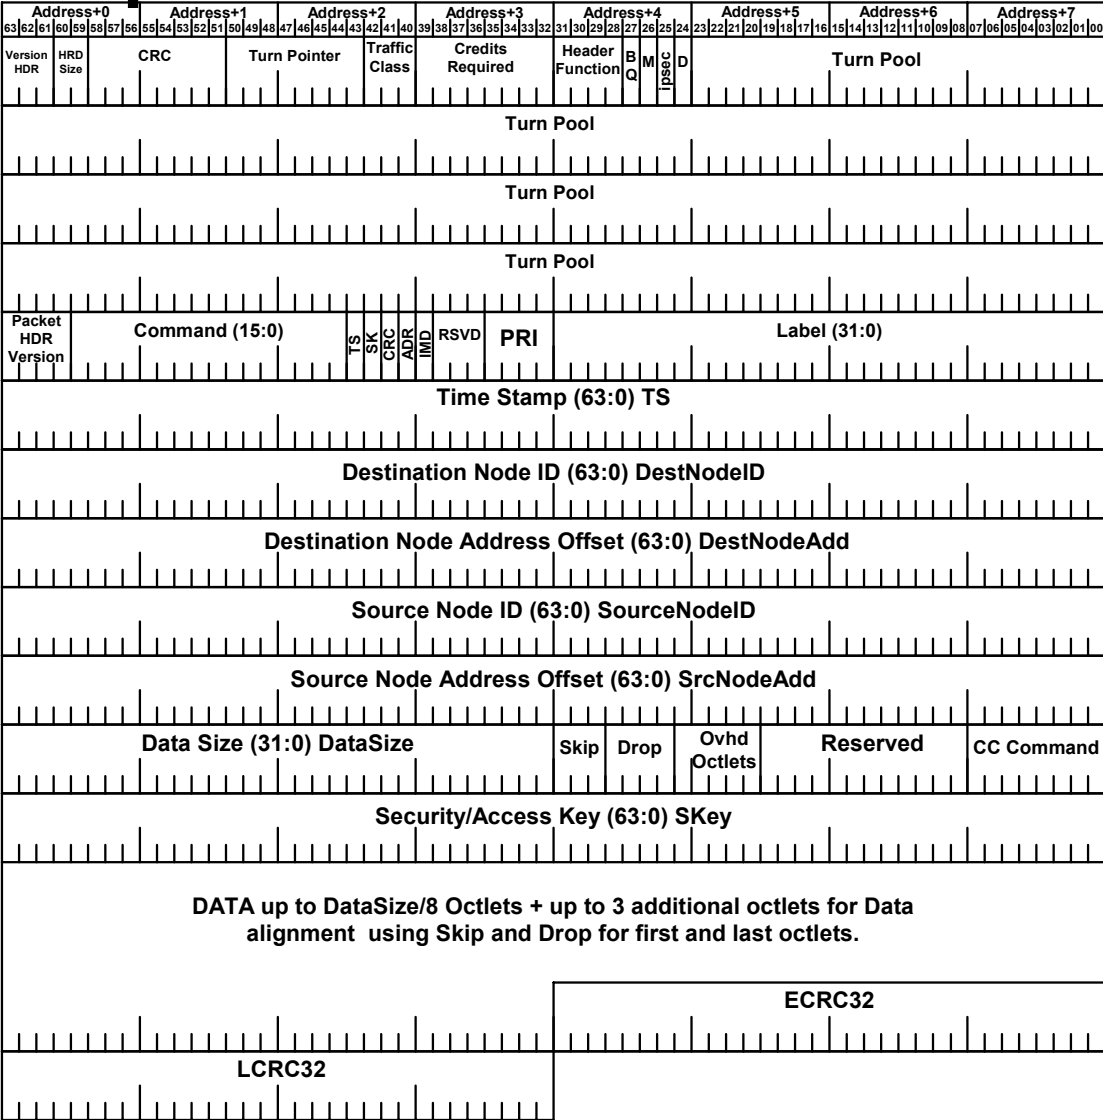 Address+0 Address+1 Address+2 Address+3 Address+4 Address+5 Address+6 Address+7
63 62 61 60 59 58 57 56 55 54 53 52 51 50 49 48 47 46 45 44 43 42 41 40 39 38 37 36 35 34 33 32 31 30 29 28 27 26 25 24 23 22 21 20 19 18 17 16 15 14 13 12 11 10 09 08 07 06 05 04 03 02 01 00
Version HDR
HRD Size
CRC
Turn Pointer
Traffic Class
Credits Required
Header Function
BQ
M
ipsec
D
Turn Pool
Turn Pool
Turn Pool
Turn Pool
Packet HDR Version
Command (15:0)
TS
SK
CRC
ADR
IMD
RSVD
PRI
Label (31:0)
Time Stamp (63:0) TS
Destination Node ID (63:0) DestNodeID
Destination Node Address Offset (63:0) DestNodeAdd
Source Node ID (63:0) SourceNodeID
Source Node Address Offset (63:0) SrcNodeAdd
Data Size (31:0) DataSize
Skip
Drop
Ovhd Octlets
Reserved
CC Command
Security/Access Key (63:0) SKey
DATA up to DataSize/8 Octlets + up to 3 additional octlets for Data
alignment using Skip and Drop for first and last octlets.
ECRC32
LCRC32